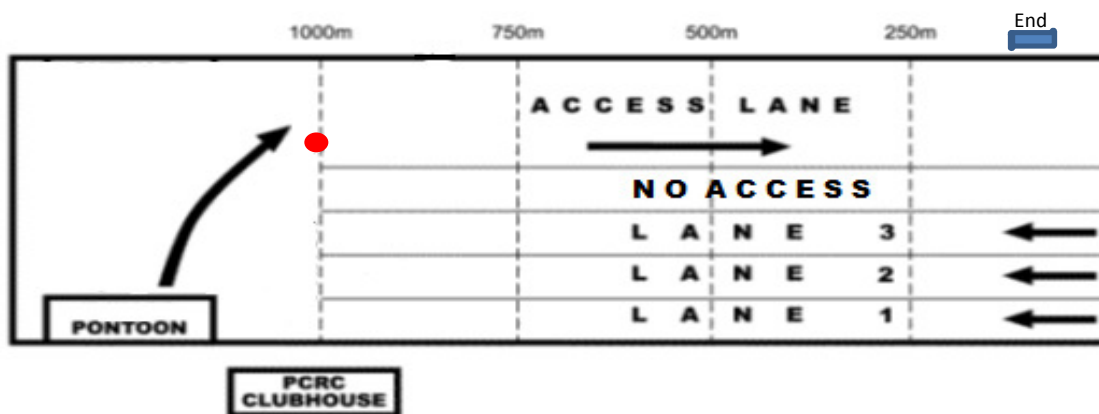 End
1000m 750m 500m 250m
ACCESS LANE
NO ACCESS
LANE 3
LANE 2
LANE 1
PONTOON
PCRC
CLUBHOUSE